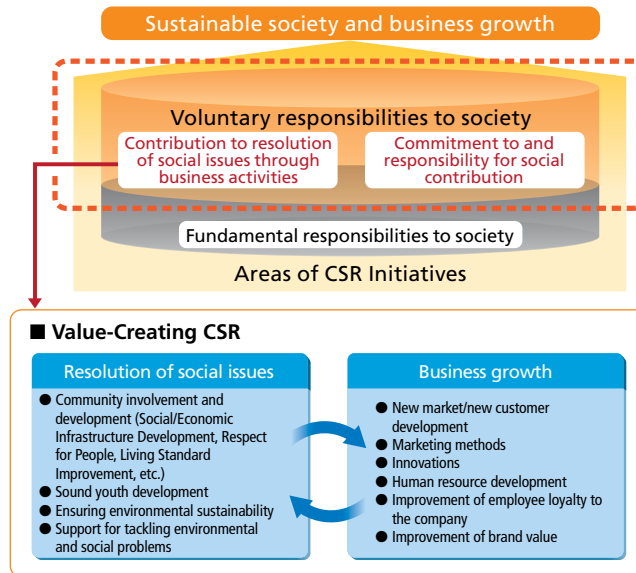 Sustainable society and business growth
Voluntary responsibilities to society
Contribution to resolution
of social issues through
business activities
Commitment to and
responsibility for social
contribution
Fundamental responsibilities to society
Areas of CSR Initiatives
■ Value-Creating CSR
Resolution of social issues
● Community involvement and
development (Social/Economic
Infrastructure Development, Respect
for People, Living Standard
Improvement, etc.)
● Sound youth development
● Ensuring environmental sustainability
● Support for tackling environmental
and social problems
Business growth
● New market/new customer
development
● Marketing methods
● Innovations
● Human resource development
● Improvement of employee loyalty to
the company
● Improvement of brand value